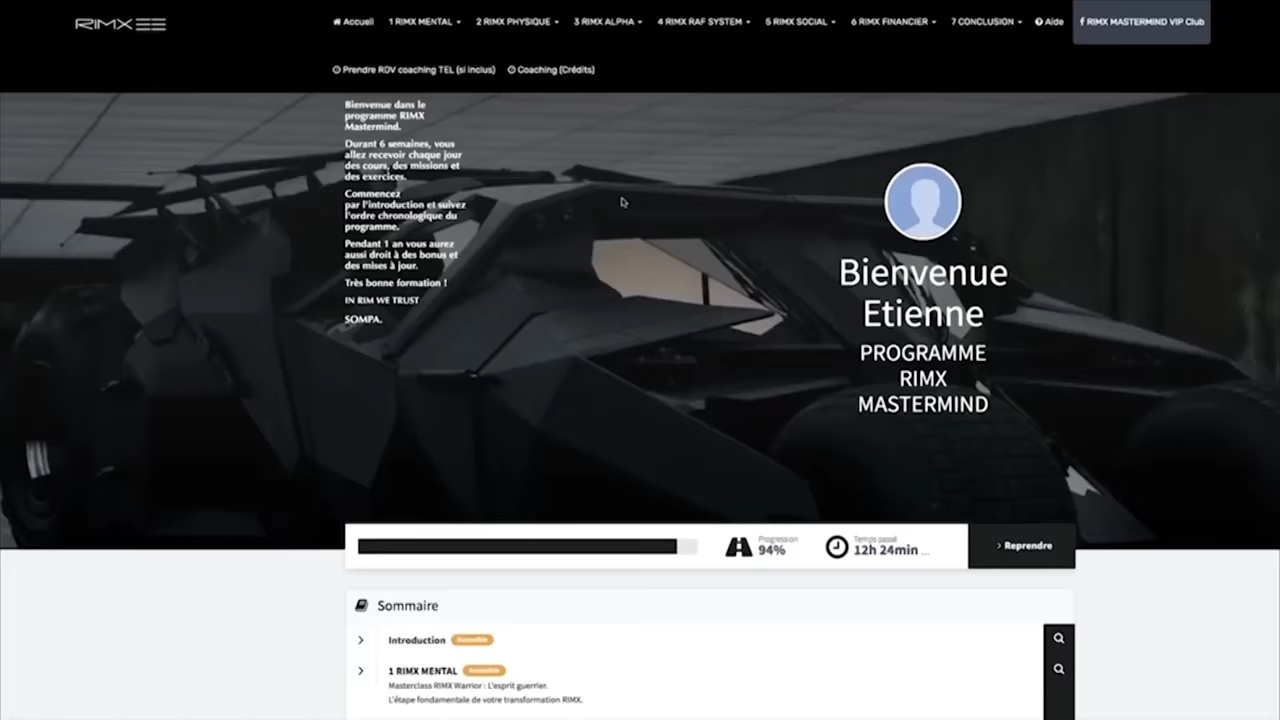 RIMX
Accueil
1 RIMX MENTAL
2 RIMX PHYSIQUE
3 RIMX ALPHA
4 RIMX RAF SYSTEM
5 RIMX SOCIAL
6 RIMX FINANCIER
7 CONCLUSION
Aide
RIMX MASTERMIND VIP Club
Prendre RDV coaching TEL (si inclus)
Coaching (Crédits)
Bienvenue dans le
programme RIMX
Mastermind.
Durant 6 semaines, vous
allez recevoir chaque jour
des cours, des missions et
des exercices.
Commencez
par l'introduction et suivez
l'ordre chronologique du
programme.
Pendant 1 an vous aurez
aussi droit à des bonus et
des mises à jour.
Très bonne formation !
IN RIM WE TRUST
SOMPA.
Bienvenue
Etienne
PROGRAMME
RIMX
MASTERMIND
Progression
94%
Temps passé
12h 24min ...
Reprendre
Sommaire
Introduction
Accessible
1 RIMX MENTAL
Accessible
Masterclass RIMX Warrior : L'esprit guerrier.
L'étape fondamentale de votre transformation RIMX.